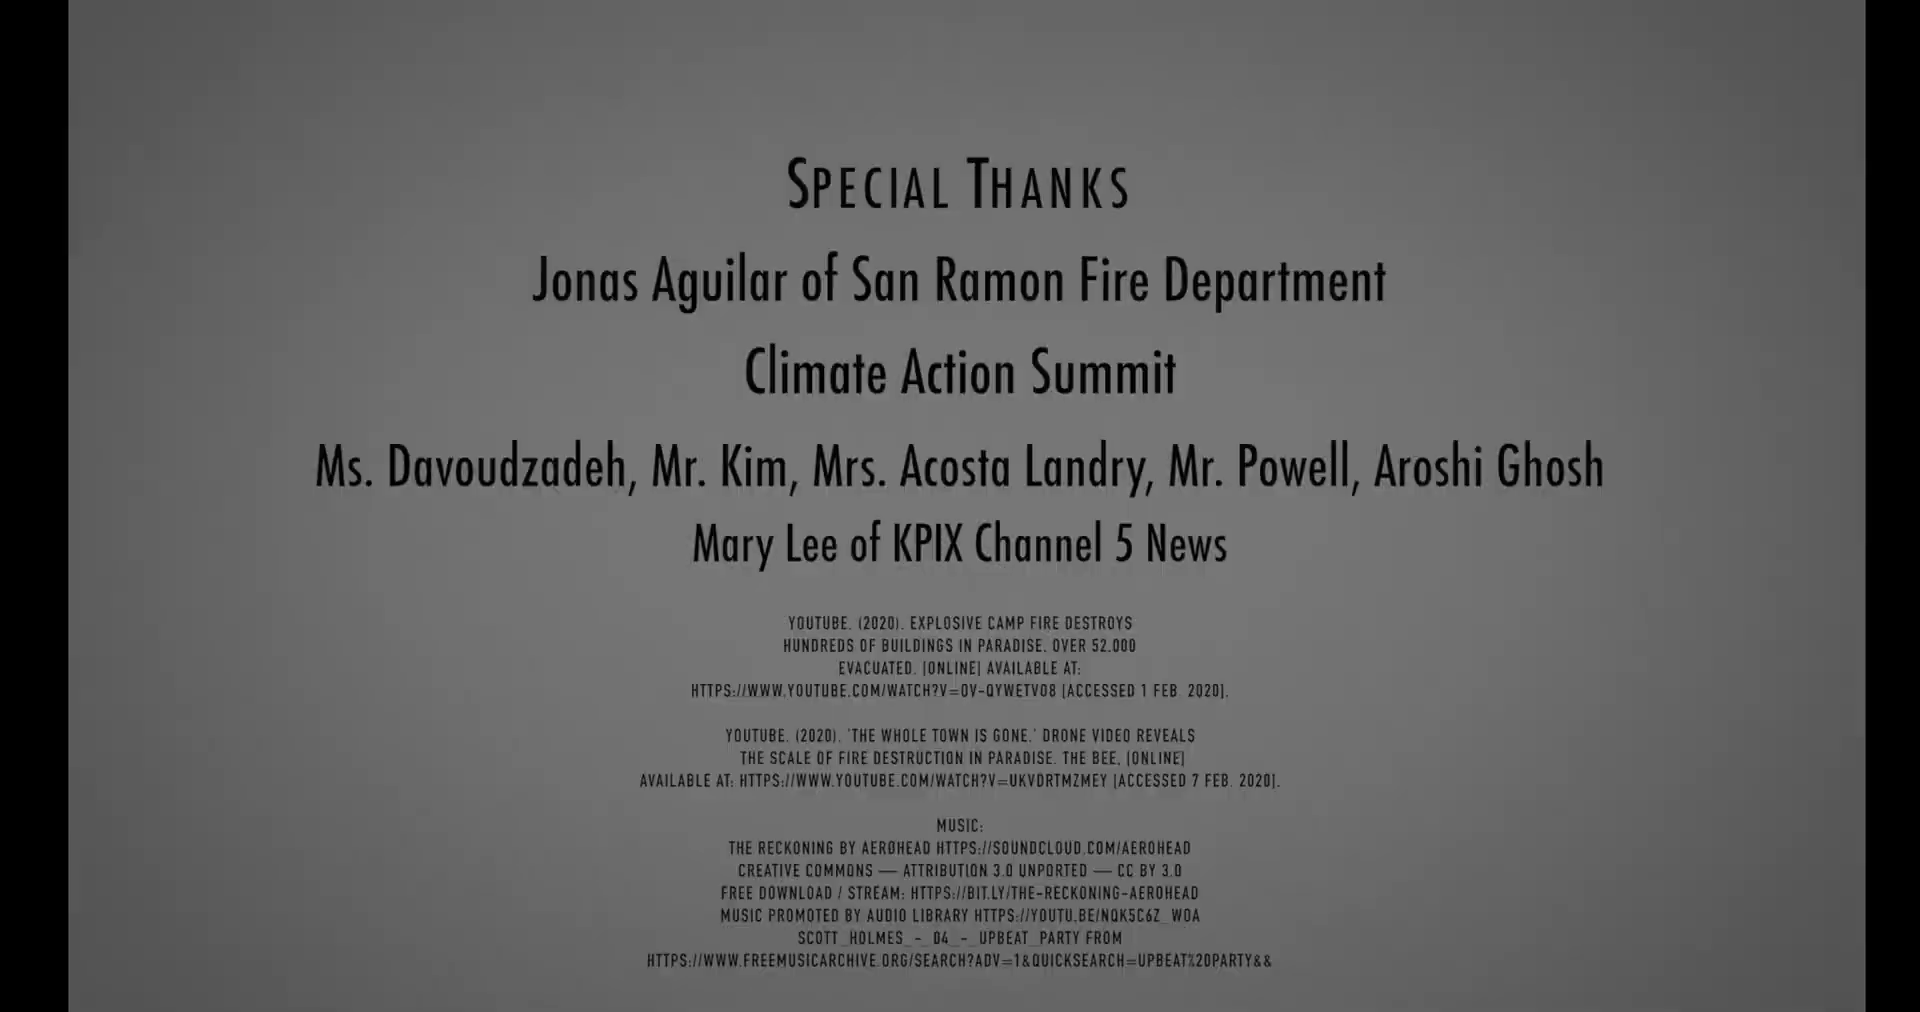 SPECIAL THANKS
Jonas Aguilar of San Ramon Fire Department
Climate Action Summit
Ms. Davoudzadeh, Mr. Kim, Mrs. Acosta Landry, Mr. Powell, Aroshi Ghosh
Mary Lee of KPIX Channel 5 News
YOUTUBE. (2020). EXPLOSIVE CAMP FIRE DESTROYS
HUNDREDS OF BUILDINGS IN PARADISE. OVER 52.000
EVACUATED. [ONLINE] AVAILABLE AT:
HTTPS://WWW.YOUTUBE.COM/WATCH?V=OV-QYWETVO8 [ACCESSED 1 FEB. 2020].
YOUTUBE. (2020). 'THE WHOLE TOWN IS GONE.' DRONE VIDEO REVEALS
THE SCALE OF FIRE DESTRUCTION IN PARADISE. THE BEE. [ONLINE]
AVAILABLE AT: HTTPS://WWW.YOUTUBE.COM/WATCH?V=UKVDRTMZMEY [ACCESSED 7 FEB. 2020].
MUSIC:
THE RECKONING BY AERØHEAD HTTPS://SOUNDCLOUD.COM/AEROHEAD
CREATIVE COMMONS — ATTRIBUTION 3.0 UNPORTED — CC BY 3.0
FREE DOWNLOAD / STREAM: HTTPS://BIT.LY/THE-RECKONING-AEROHEAD
MUSIC PROMOTED BY AUDIO LIBRARY HTTPS://YOUTU.BE/NQK5C6Z_WOA
SCOTT_HOLMES_-_04_-_UPBEAT_PARTY FROM
HTTPS://WWW.FREEMUSICARCHIVE.ORG/SEARCH?ADV=1&QUICKSEARCH=UPBEAT%20PARTY&&